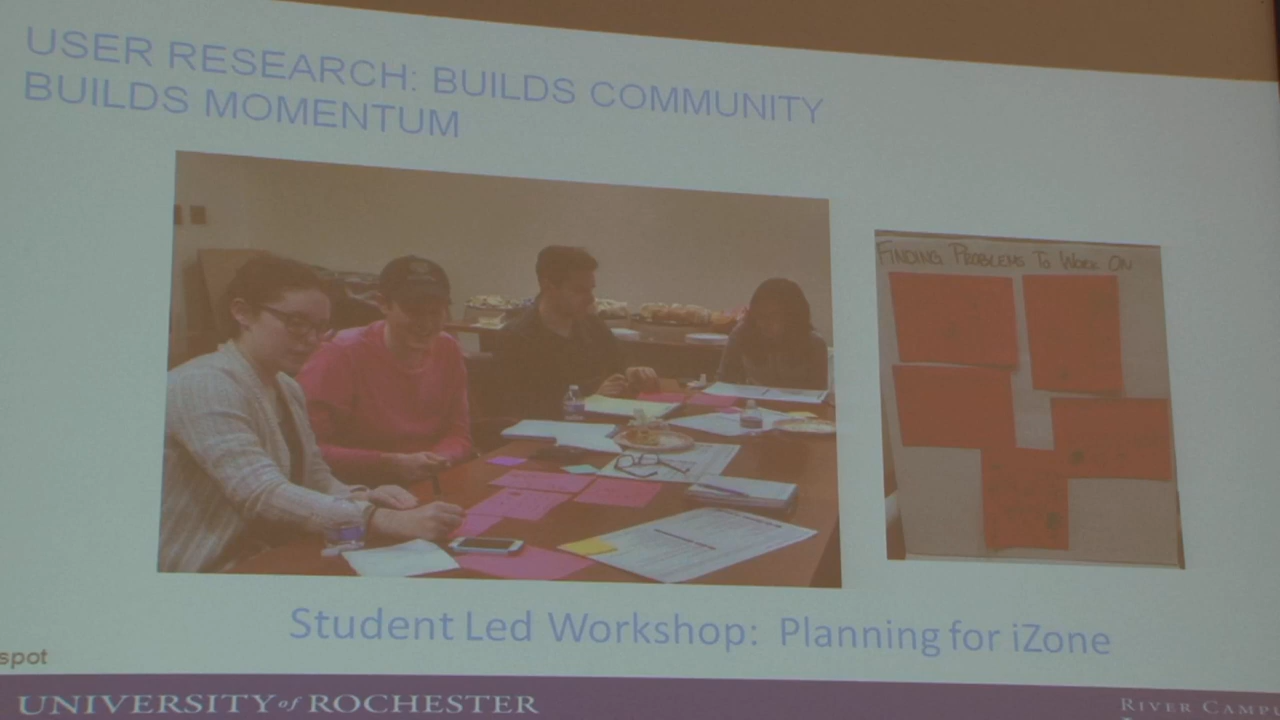 USER RESEARCH: BUILDS COMMUNITY
BUILDS MOMENTUM
FINDING PROBLEMS TO WORK ON
Student Led Workshop: Planning for iZone
spot
UNIVERSITY of ROCHESTER
RIVER CAMPU